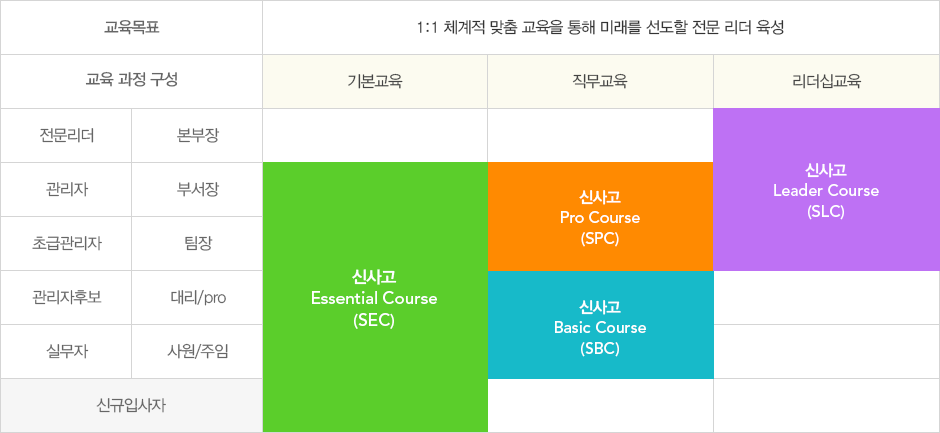 교육목표
1:1 체계적 맞춤 교육을 통해 미래를 선도할 전문 리더 육성
교육 과정 구성
기본교육
직무교육
리더십교육
전문리더
본부장
관리자
부서장
초급관리자
팀장
관리자후보
대리/pro
실무자
사원/주임
신규입사자
신사고
Essential Course
(SEC)
신사고
Pro Course
(SPC)
신사고
Basic Course
(SBC)
신사고
Leader Course
(SLC)